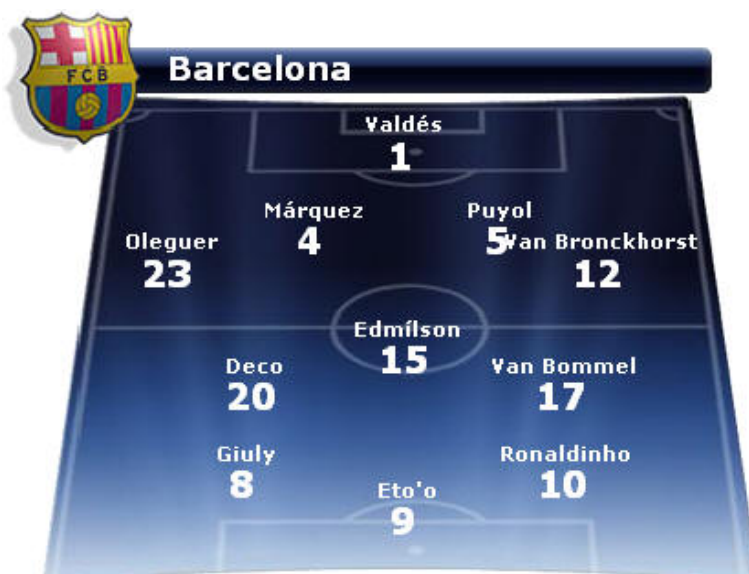 FCB
Barcelona
Valdés
1
Márquez
4
Puyol
5
Oleguer
23
Van Bronckhorst
12
Edmílson
15
Deco
20
Van Bommel
17
Giuly
8
Ronaldinho
10
Eto'o
9